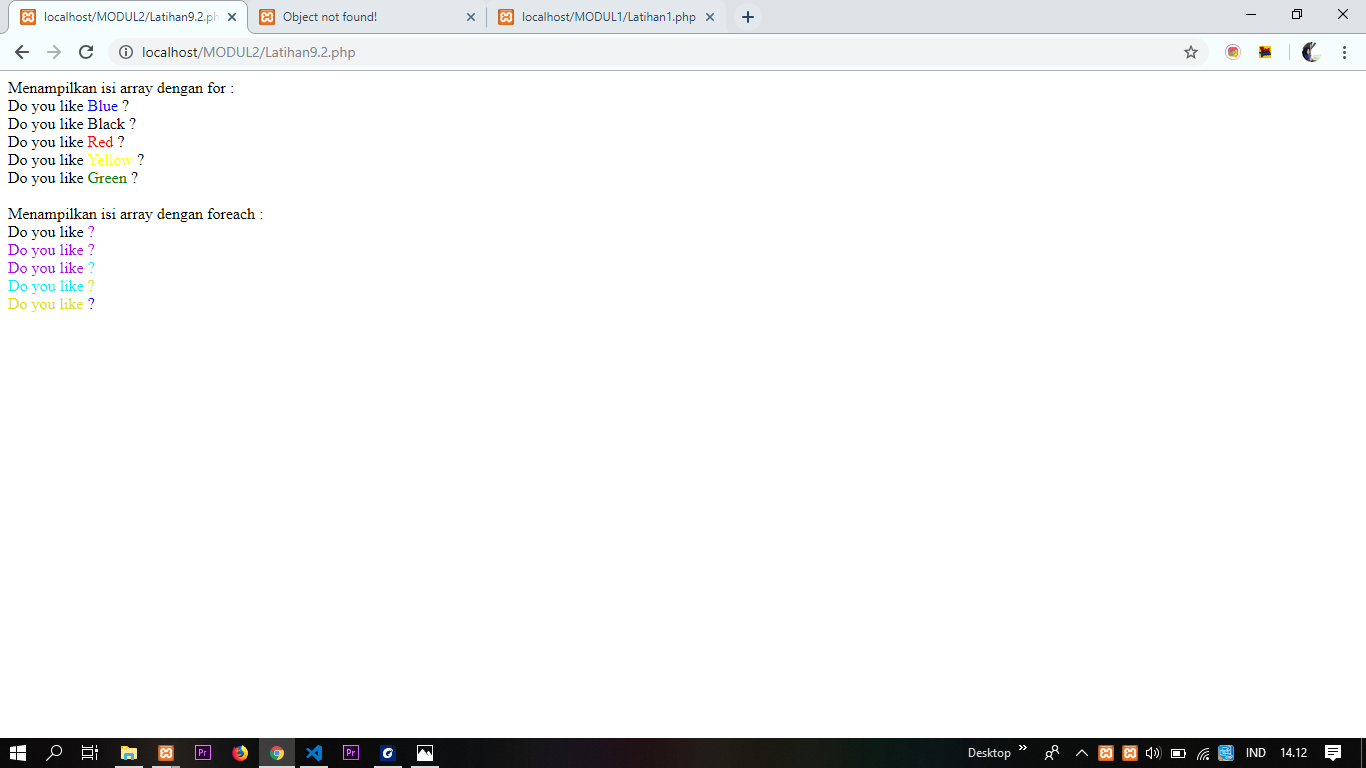 localhost/MODUL2/Latihan9.2.ph
Object not found!
localhost/MODUL1/Latihan1.php
localhost/MODUL2/Latihan9.2.php
Menampilkan isi array dengan for :
Do you like Blue ?
Do you like Black ?
Do you like Red ?
Do you like Yellow ?
Do you like Green ?
Menampilkan isi array dengan foreach :
Do you like ?
Do you like ?
Do you like ?
Do you like ?
Do you like ?
Pr
Pr
G
Desktop
IND
14.12